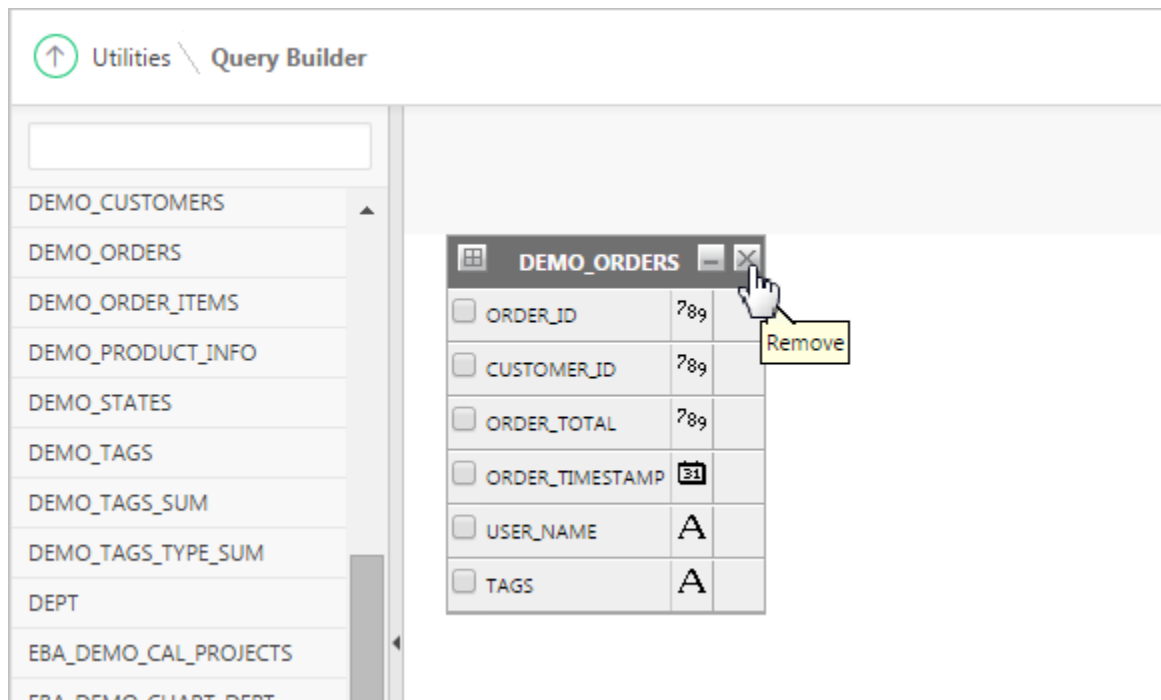 Utilities \ Query Builder
DEMO_CUSTOMERS
DEMO_ORDERS
DEMO_ORDER_ITEMS
DEMO_PRODUCT_INFO
DEMO_STATES
DEMO_TAGS
DEMO_TAGS_SUM
DEMO_TAGS_TYPE_SUM
DEPT
EBA_DEMO_CAL_PROJECTS
EBA_DEMO_CHART_DEPT
DEMO_ORDERS
ORDER_ID 789
CUSTOMER_ID 789
ORDER_TOTAL 789
ORDER_TIMESTAMP 31
USER_NAME A
TAGS A
Remove